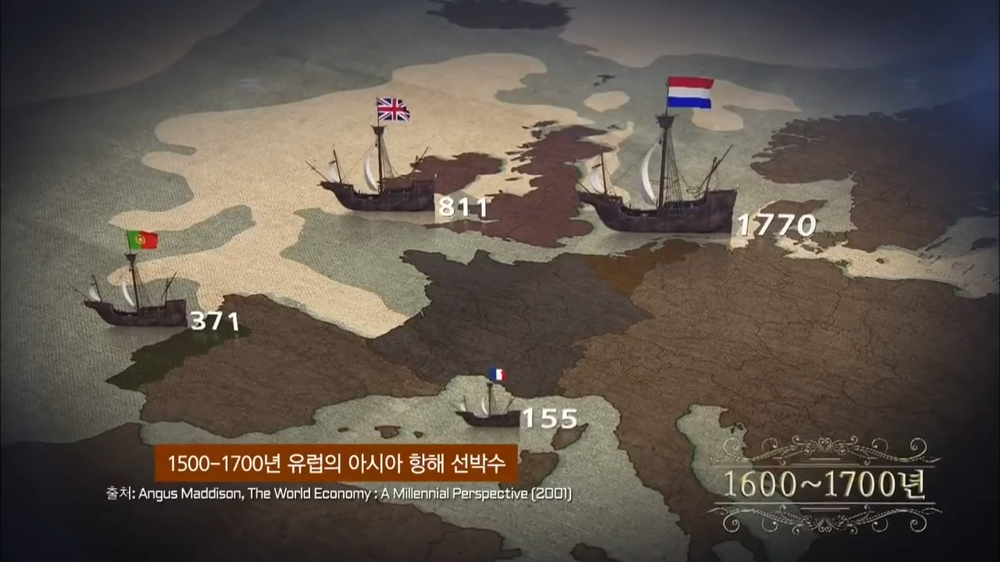 811
1770
371
155
1500-1700년 유럽의 아시아 항해 선박수
출처: Angus Maddison, The World Economy : A Millennial Perspective (2001)
1600~1700년